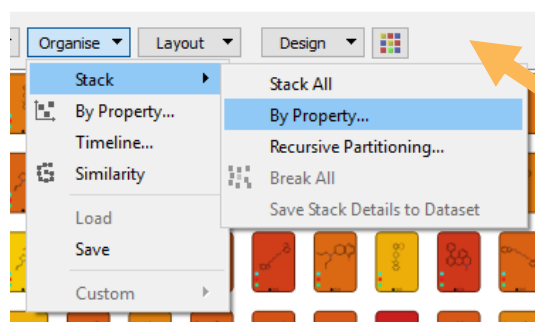 Organise Layout Design
Stack
By Property...
Timeline...
Similarity
Load
Save
Custom
Stack All
By Property...
Recursive Partitioning...
Break All
Save Stack Details to Dataset